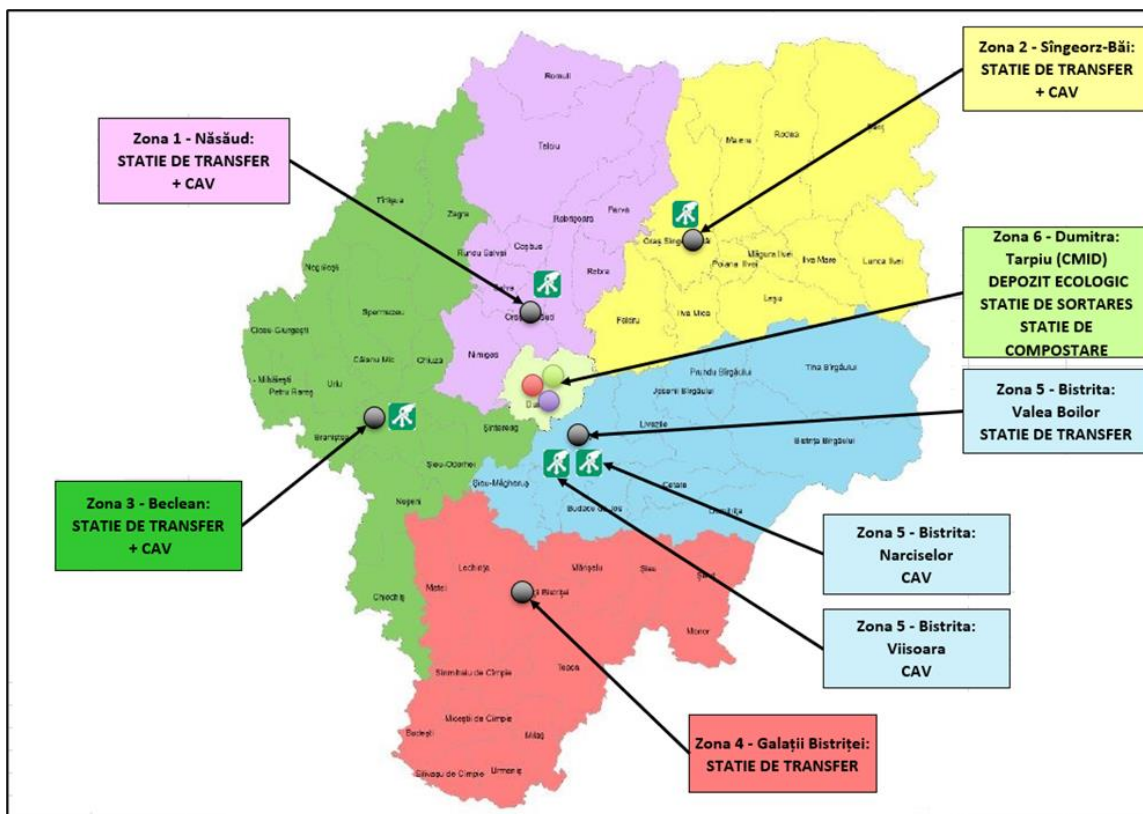 Zona 2 - Sîngeorz-Băi:
STATIE DE TRANSFER
+ CAV
Zona 1 - Năsăud:
STATIE DE TRANSFER
+ CAV
Zona 6 - Dumitra:
Tarpiu (CMID)
DEPOZIT ECOLOGIC
STATIE DE SORTARES
STATIE DE
COMPOSTARE
Zona 5 - Bistrita:
Valea Boilor
STATIE DE TRANSFER
Zona 3 - Beclean:
STATIE DE TRANSFER
+ CAV
Zona 5 - Bistrita:
Narciselor
CAV
Zona 5 - Bistrita:
Viisoara
CAV
Zona 4 - Galații Bistriței:
STATIE DE TRANSFER
Romuli
Telciu
Parva
Rebrișoara
Coșbuc
Runcu Salvei
Rebra
Nimigea
Maieru
Rodna
Poiana Ilvei
Măgura Ilvei
Ilva Mare
Lunca Ilvei
Leșu
Ilva Mica
Feldru
Tîrlișua
Zagra
Spermezeu
Căianu Mic
Chiuza
Uriu
Petru Rareș
Braniștea
Șintereag
Șieu-Odorhei
Nușeni
Chiochiș
Prundu Bîrgăului
Tiha Bîrgăului
Josenii Bîrgăului
Livezile
Bistrița Bîrgăului
Șieu-Măgheruș
Cetate
Budacu de Jos
Dumitrița
Lechința
Matei
Mărișelu
Șieu
Monor
Teaca
Sînmihaiu de Cîmpie
Miceștii de Cîmpie
Budești
Milaș
Silivașu de Cîmpie
Urmeniș